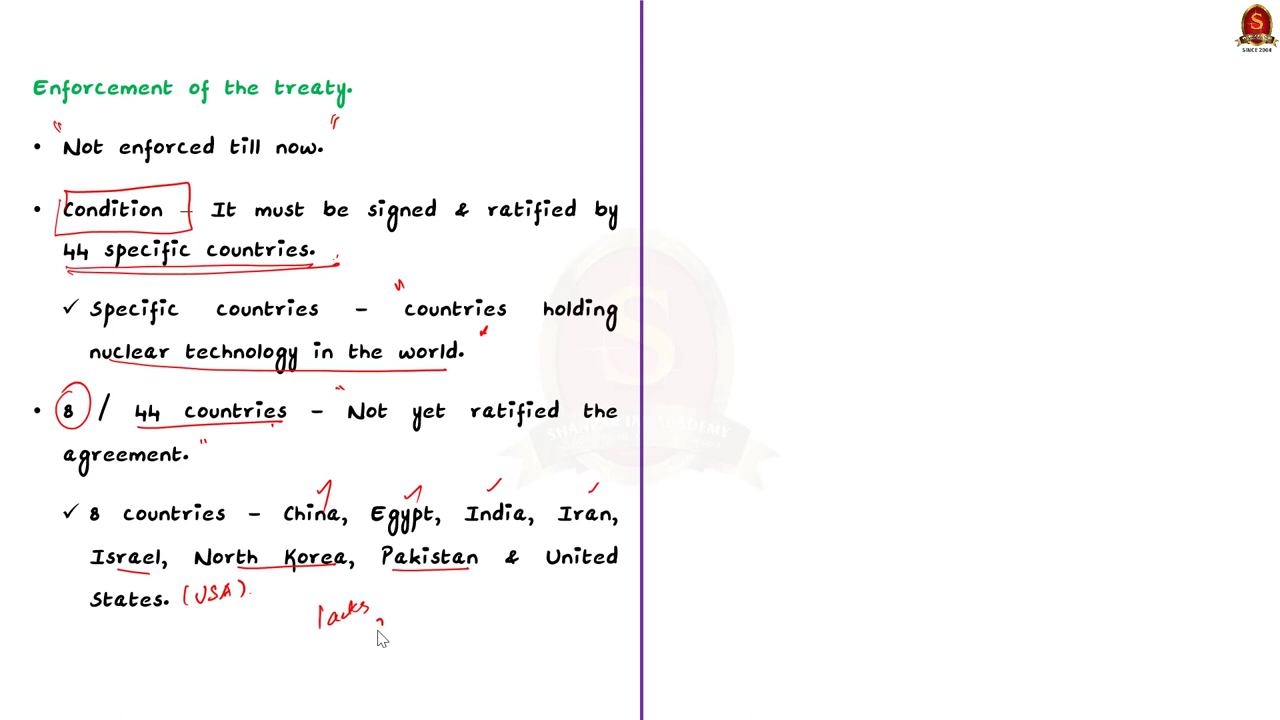 Enforcement of the treaty.
• "Not enforced till now."
• Condition – It must be signed & ratified by
44 specific countries.
✓ Specific countries – "countries holding
nuclear technology in the world."
• 8 / 44 countries – "Not yet ratified the
agreement."
✓ 8 countries – China, Egypt, India, Iran,
Israel, North Korea, Pakistan & United
States. (USA).
lacks
S
SINCE 2004